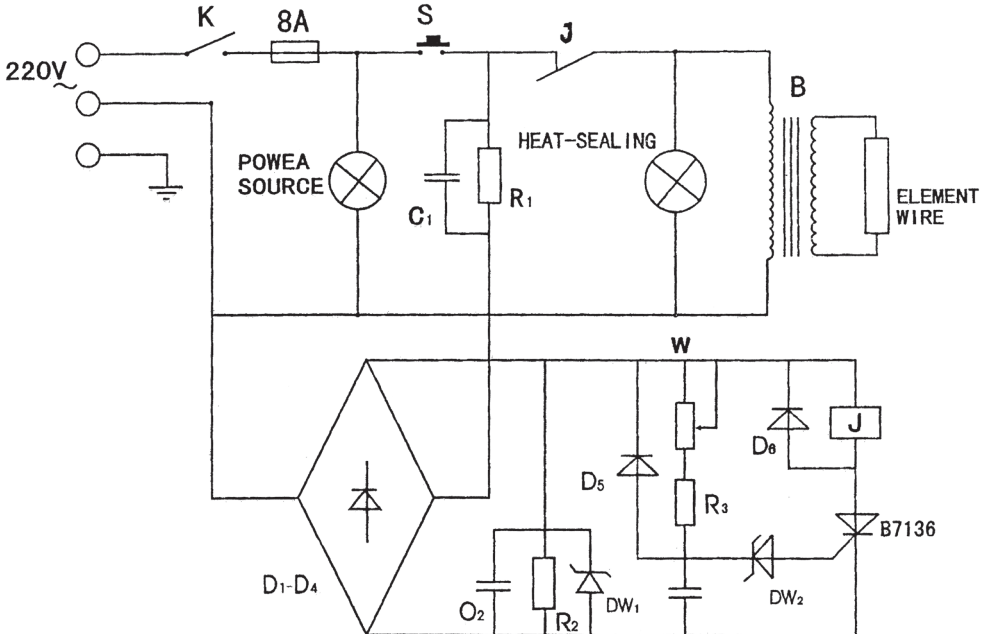 K
8A
S
J
220V
~
B
POWEA
SOURCE
C1
R1
HEAT-SEALING
ELEMENT
WIRE
W
D5
R3
D6
J
B7136
D1-D4
O2
R2
DW1
DW2